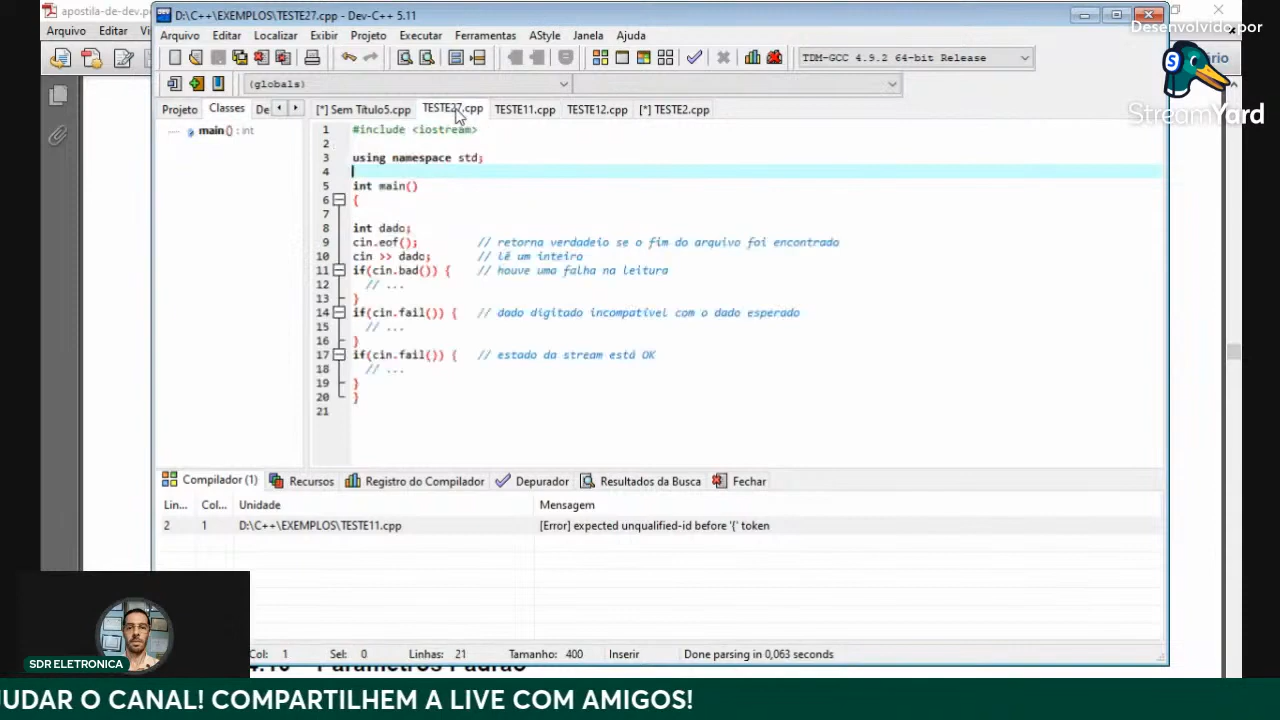 apostila-de-dev.p
D:\C++\EXEMPLOS\TESTE27.cpp - Dev-C++ 5.11
Desenvolvido por
StreamYard
Arquivo Editar Vi
Arquivo Editar Localizar Exibir Projeto Executar Ferramentas AStyle Janela Ajuda
TDM-GCC 4.9.2 64-bit Release
(globals)
Projeto Classes De
[*] Sem Título5.cpp TESTE27.cpp TESTE11.cpp TESTE12.cpp [*] TESTE2.cpp
main() : int
1 #include <iostream>
2
3 using namespace std;
4
5 int main()
6 {
7
8 int dado;
9 cin.eof(); // retorna verdadeio se o fim do arquivo foi encontrado
10 cin >> dado; // lê um inteiro
11 if(cin.bad()) { // houve uma falha na leitura
12 // ...
13 }
14 if(cin.fail()) { // dado digitado incompatível com o dado esperado
15 // ...
16 }
17 if(cin.fail()) { // estado da stream está OK
18 // ...
19 }
20 }
21
Compilador (1) Recursos Registro do Compilador Depurador Resultados da Busca Fechar
Lin... Col... Unidade Mensagem
2 1 D:\C++\EXEMPLOS\TESTE11.cpp [Error] expected unqualified-id before '{' token
Col: 1 Sel: 0 Linhas: 21 Tamanho: 400 Inserir Done parsing in 0,063 seconds
Parâmetros Padrão
SDR ELETRONICA
JUDAR O CANAL! COMPARTILHEM A LIVE COM AMIGOS!